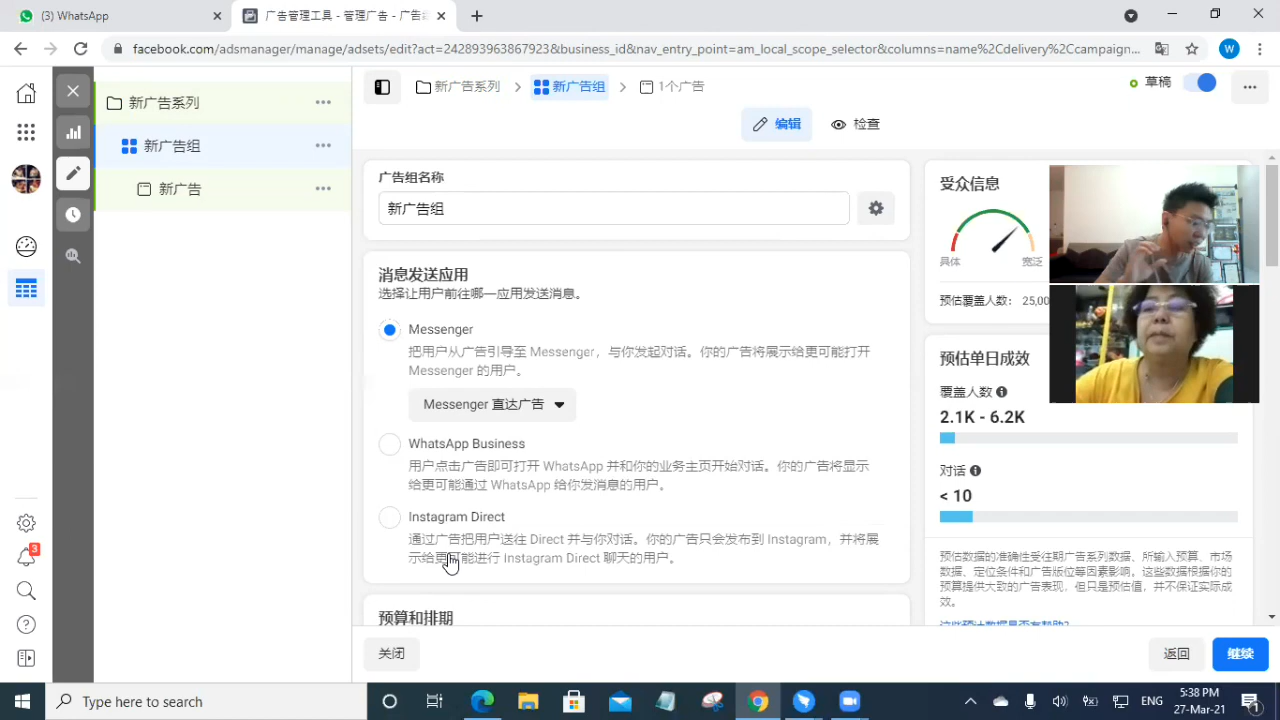 (3) WhatsApp
广告管理工具 - 管理广告 - 广告
facebook.com/adsmanager/manage/adsets/edit?act=242893963867923&business_id&nav_entry_point=am_local_scope_selector&columns=name%2Cdelivery%2Ccampaign...
W
新广告系列
新广告组
新广告
新广告系列 > 新广告组 > 1个广告
草稿
编辑
检查
广告组名称
新广告组
消息发送应用
选择让用户前往哪一应用发送消息。
Messenger
把用户从广告引导至 Messenger，与你发起对话。你的广告将展示给更可能打开
Messenger 的用户。
Messenger 直达广告
WhatsApp Business
用户点击广告即可打开 WhatsApp 并和你的业务主页开始对话。你的广告将显示
给更可能通过 WhatsApp 给你发消息的用户。
Instagram Direct
通过广告把用户送往 Direct 并与你对话。你的广告只会发布到 Instagram，并将展
示给更可能进行 Instagram Direct 聊天的用户。
预算和排期
关闭
受众信息
具体
宽泛
预估覆盖人数： 25,00
预估单日成效
覆盖人数
2.1K - 6.2K
对话
< 10
预估数据的准确性受往期广告系列数据、所输入预算、市场
数据、定位条件和广告版位等因素影响。这些数据根据你的
预算提供大致的广告表现，但只是预估值，并不保证实际成
效。
这些预计数据是否有帮助?
返回
继续
3
Type here to search
ENG
5:38 PM
27-Mar-21
1